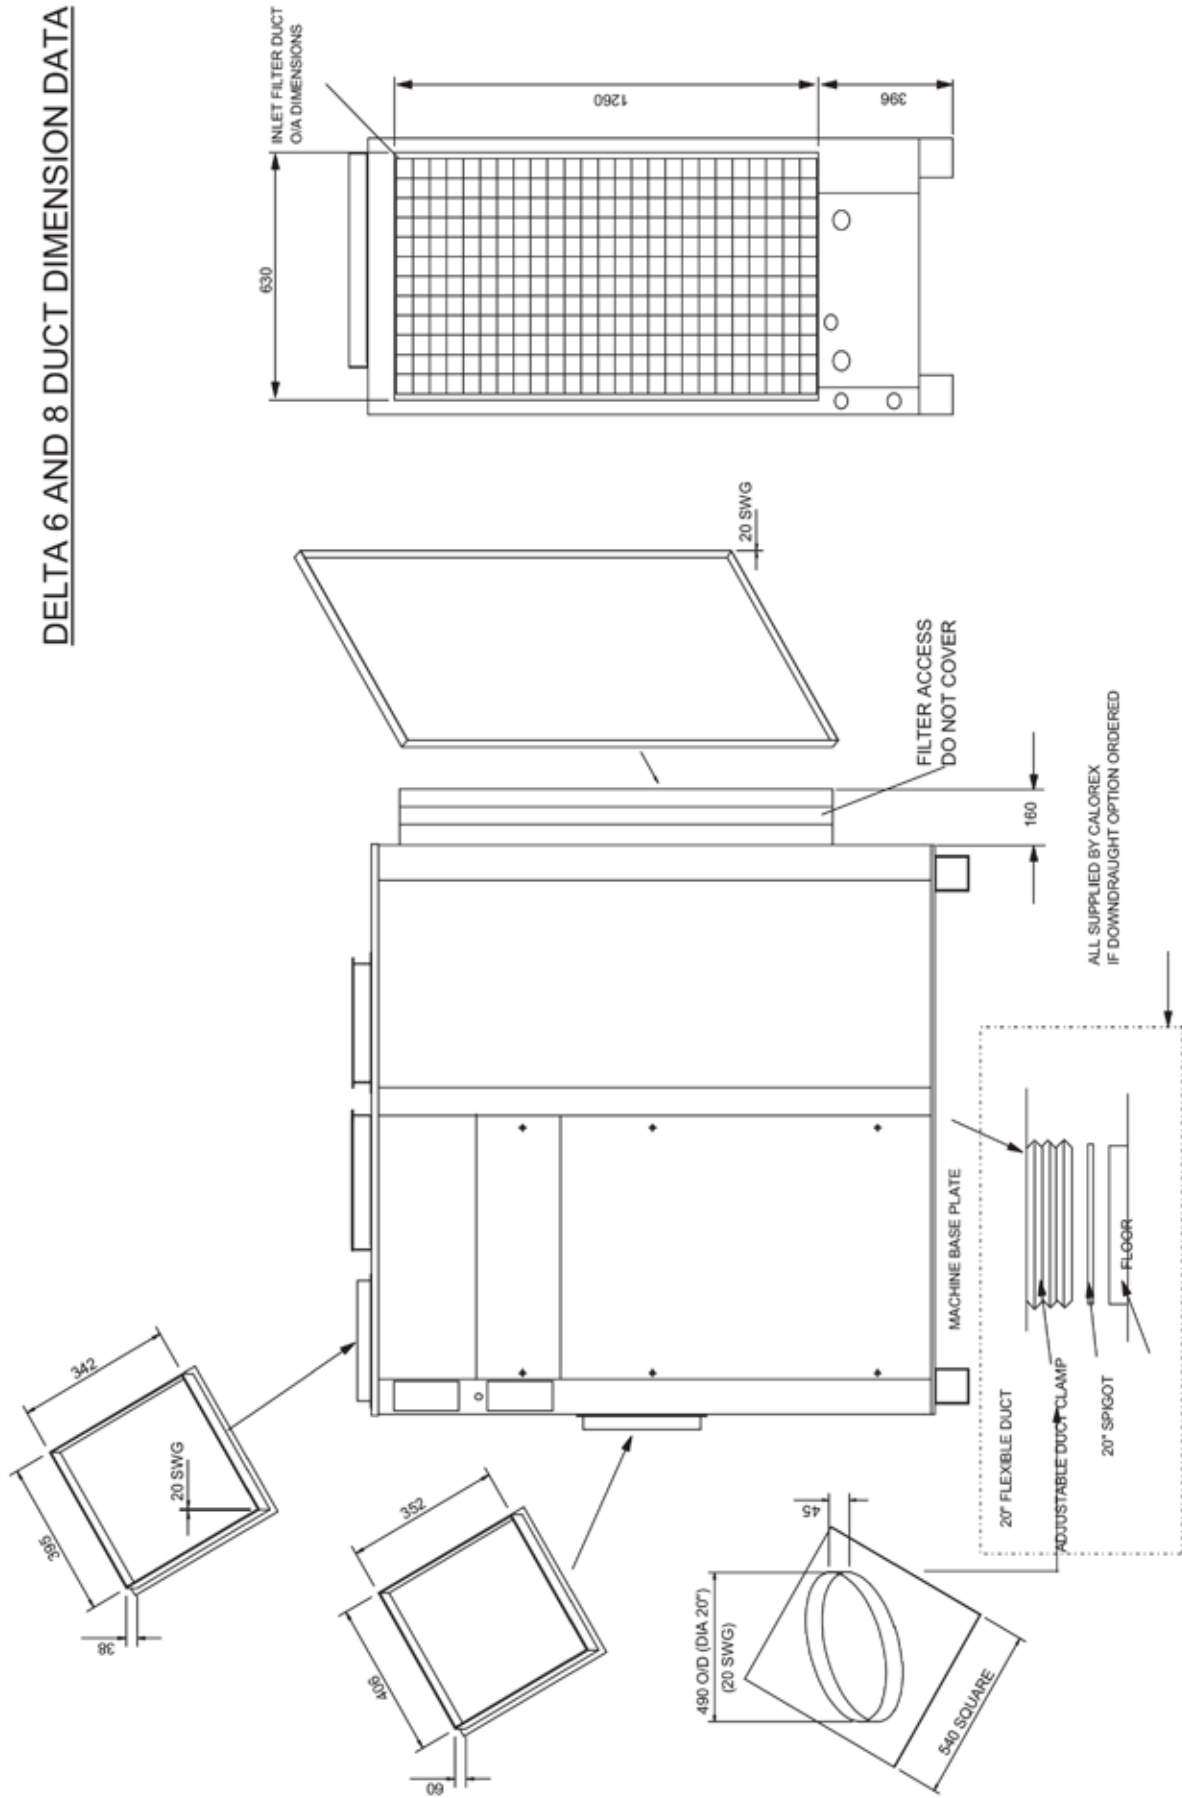 DELTA 6 AND 8 DUCT DIMENSION DATA
INLET FILTER DUCT
O/A DIMENSIONS
630
1260
396
20 SWG
FILTER ACCESS
DO NOT COVER
160
ALL SUPPLIED BY CALOREX
IF DOWNDRAUGHT OPTION ORDERED
342
395
20 SWG
38
352
406
60
MACHINE BASE PLATE
20" FLEXIBLE DUCT
ADJUSTABLE DUCT CLAMP
20" SPIGOT
FLOOR
45
490 O/D (DIA 20")
(20 SWG)
540 SQUARE